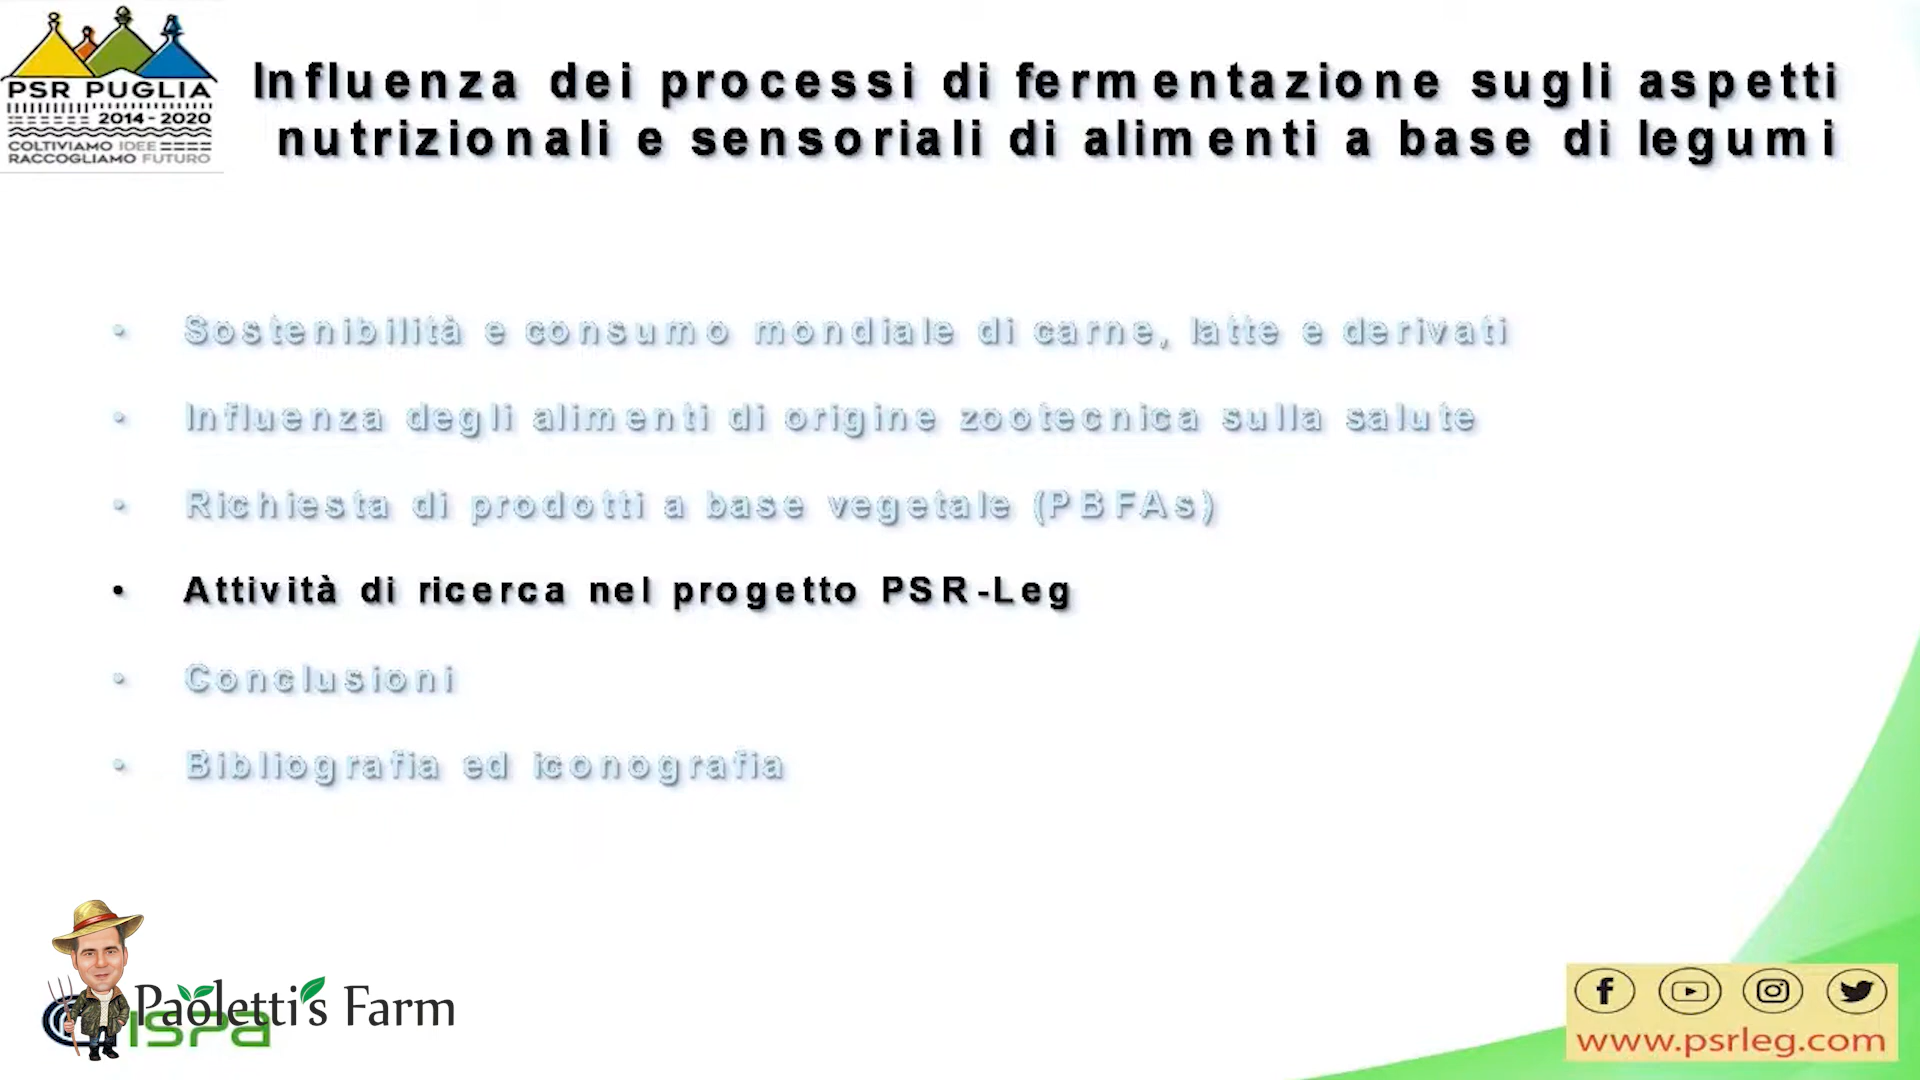 PSR PUGLIA
2014 - 2020
COLTIVIAMO IDEE
RACCOGLIAMO FUTURO
Influenza dei processi di fermentazione sugli aspetti
nutrizionali e sensoriali di alimenti a base di legumi
• Sostenibilità e consumo mondiale di carne, latte e derivati
• Influenza degli alimenti di origine zootecnica sulla salute
• Richiesta di prodotti a base vegetale (PBFAs)
• Attività di ricerca nel progetto PSR-Leg
• Conclusioni
• Bibliografia ed iconografia
Paoletti's Farm
ISPa
www.psrleg.com